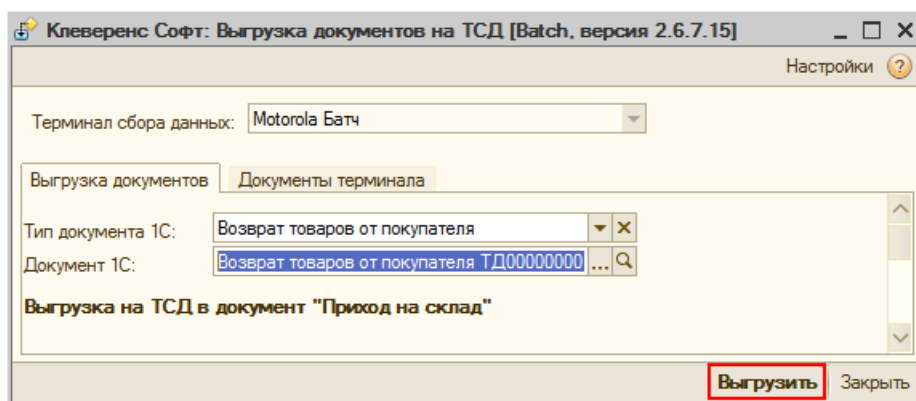 Клеверенс Софт: Выгрузка документов на ТСД [Batch, версия 2.6.7.15]
Настройки ?
Терминал сбора данных: Motorola Батч
Выгрузка документов Документы терминала
Тип документа 1С: Возврат товаров от покупателя
Документ 1С: Возврат товаров от покупателя ТД00000000 ...
Выгрузка на ТСД в документ "Приход на склад"
Выгрузить Закрыть